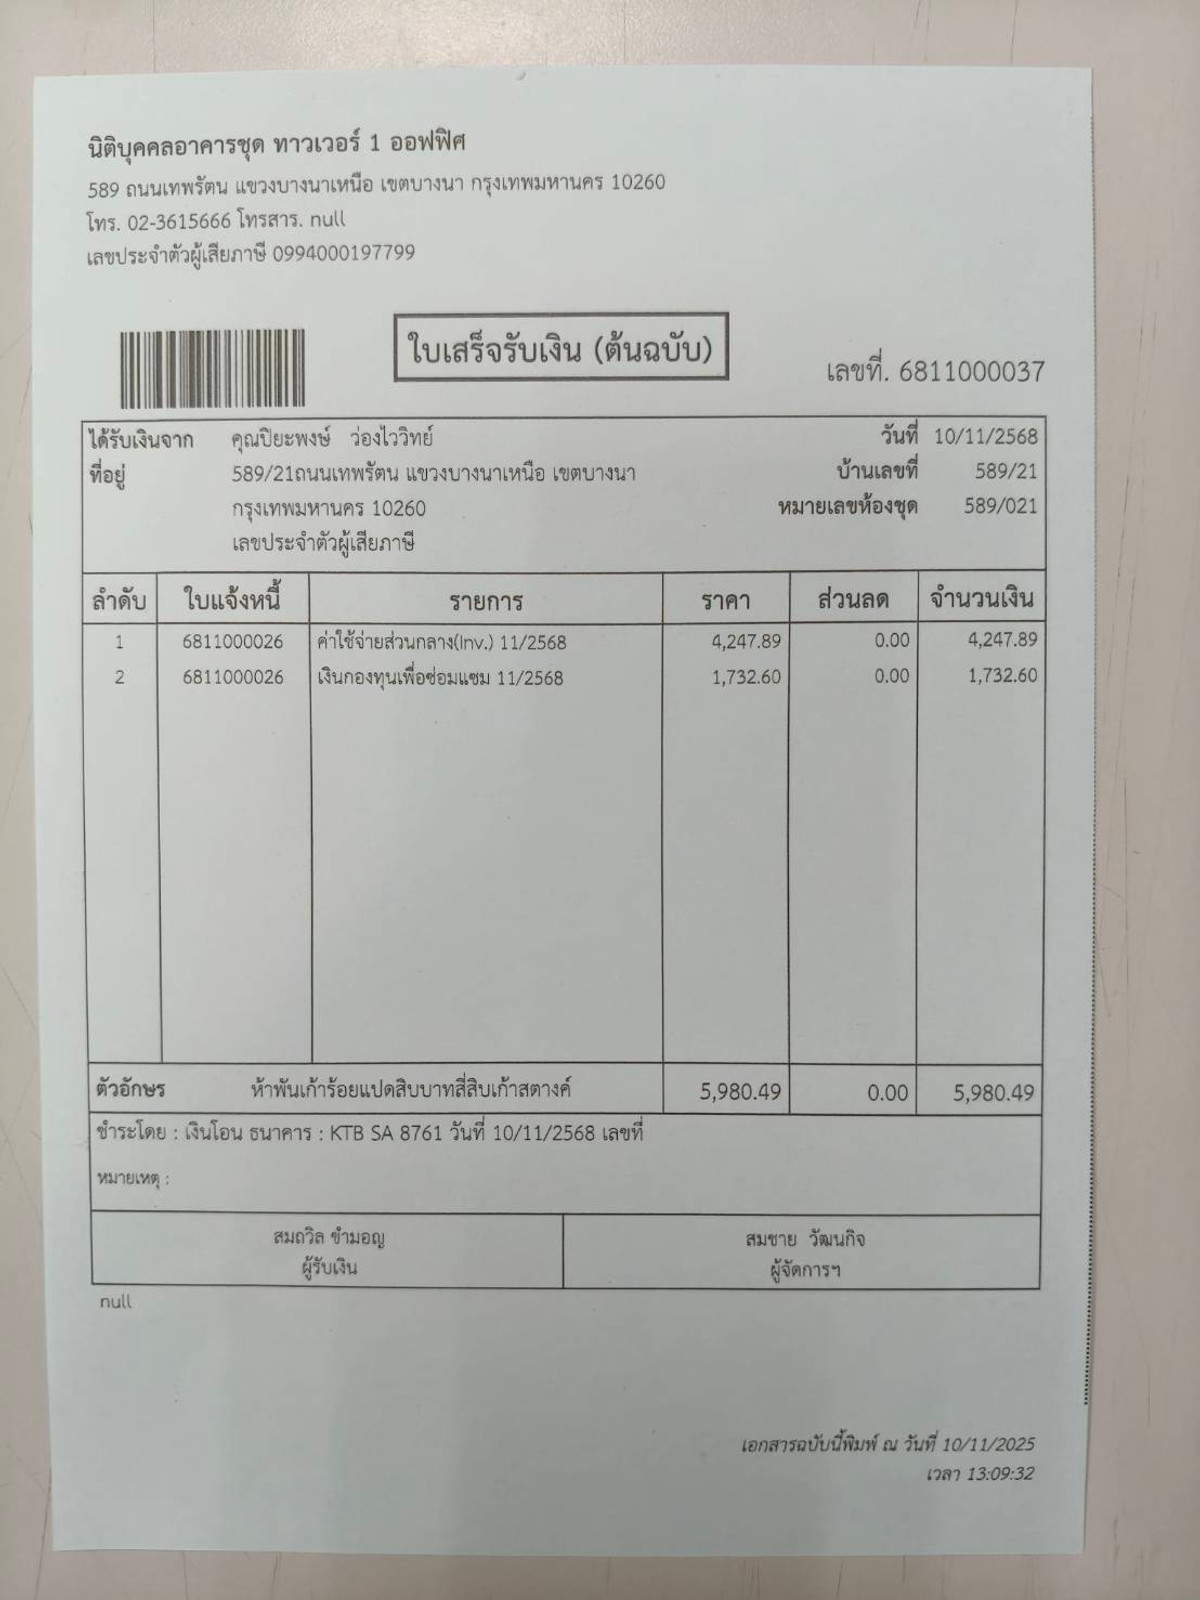 นิติบุคคลอาคารชุด ทาวเวอร์ 1 ออฟฟิศ
589 ถนนเทพรัตน แขวงบางนาเหนือ เขตบางนา กรุงเทพมหานคร 10260
โทร. 02-3615666 โทรสาร. null
เลขประจำตัวผู้เสียภาษี 0994000197799
ใบเสร็จรับเงิน (ต้นฉบับ)
เลขที่. 6811000037
ได้รับเงินจาก คุณปิยะพงษ์ ว่องไววิทย์ วันที่ 10/11/2568
ที่อยู่ 589/21ถนนเทพรัตน แขวงบางนาเหนือ เขตบางนา บ้านเลขที่ 589/21
กรุงเทพมหานคร 10260 หมายเลขห้องชุด 589/021
เลขประจำตัวผู้เสียภาษี
ลำดับ ใบแจ้งหนี้ รายการ ราคา ส่วนลด จำนวนเงิน
1 6811000026 ค่าใช้จ่ายส่วนกลาง(Inv.) 11/2568 4,247.89 0.00 4,247.89
2 6811000026 เงินกองทุนเพื่อซ่อมแซม 11/2568 1,732.60 0.00 1,732.60
ตัวอักษร ห้าพันเก้าร้อยแปดสิบบาทสี่สิบเก้าสตางค์ 5,980.49 0.00 5,980.49
ชำระโดย : เงินโอน ธนาคาร : KTB SA 8761 วันที่ 10/11/2568 เลขที่
หมายเหตุ :
สมถวิล ขำมอญ สมชาย วัฒนกิจ
ผู้รับเงิน ผู้จัดการฯ
null
เอกสารฉบับนี้พิมพ์ ณ วันที่ 10/11/2025
เวลา 13:09:32